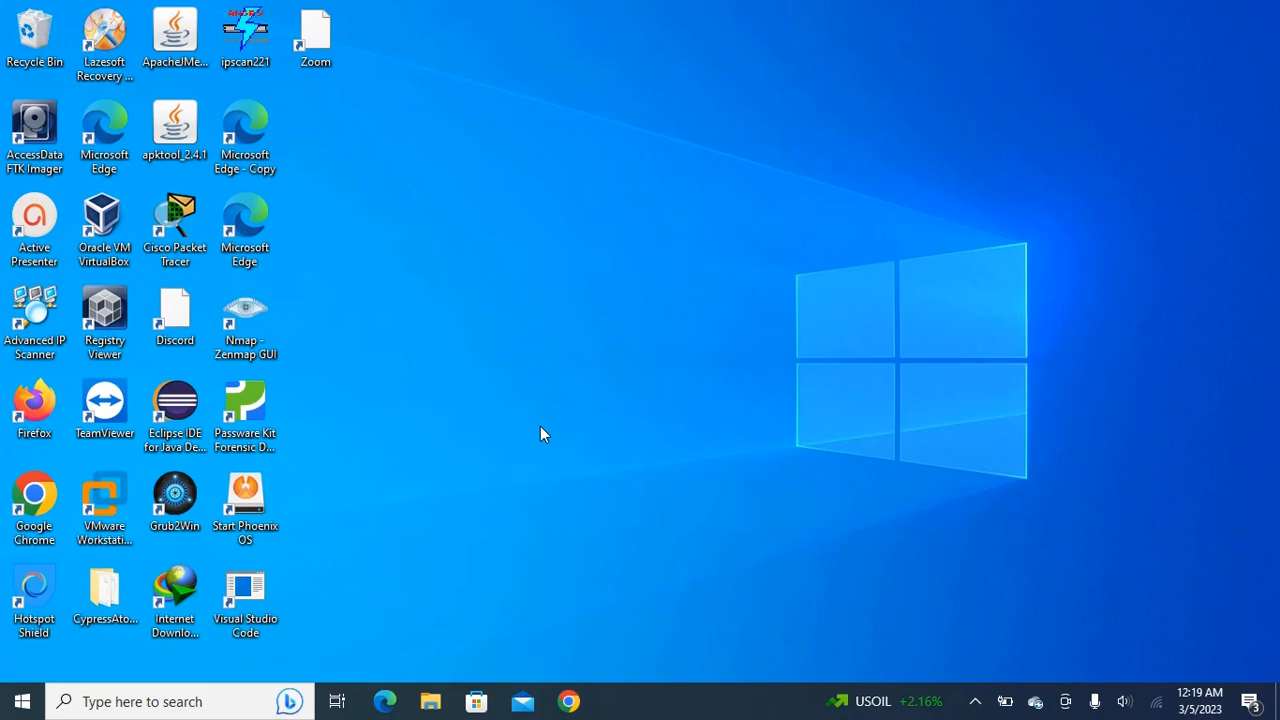 Recycle Bin
Lazesoft
Recovery ...
ApacheJMe...
ipscan221
Zoom
AccessData
FTK Imager
Microsoft
Edge
apktool_2.4.1
Microsoft
Edge - Copy
Active
Presenter
Oracle VM
VirtualBox
Cisco Packet
Tracer
Microsoft
Edge
Advanced IP
Scanner
Registry
Viewer
Discord
Nmap -
Zenmap GUI
Firefox
TeamViewer
Eclipse IDE
for Java De...
Passware Kit
Forensic D...
Google
Chrome
VMware
Workstati...
Grub2Win
Start Phoenix
OS
Hotspot
Shield
CypressAto...
Internet
Downlo...
Visual Studio
Code
Type here to search
USOIL +2.16%
12:19 AM
3/5/2023
3